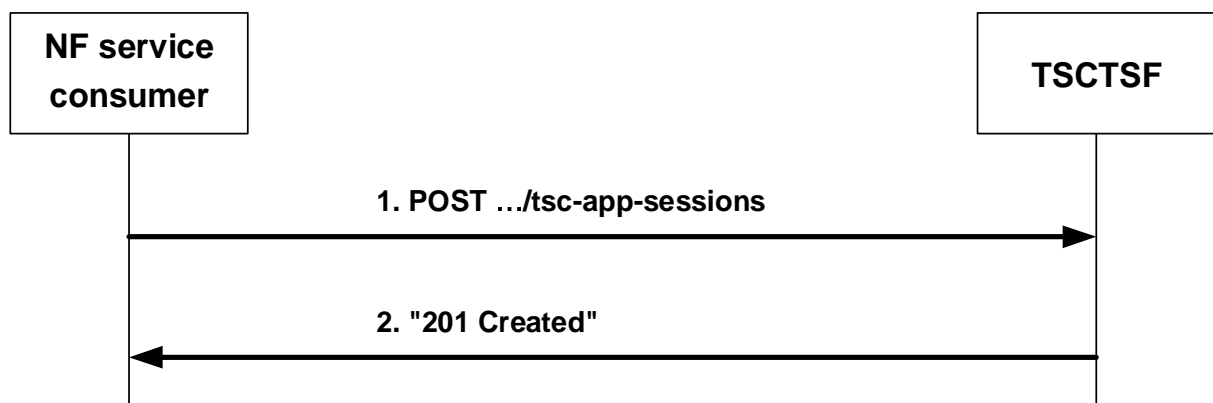 NF service
consumer
TSCTSF
1. POST …/tsc-app-sessions
2. "201 Created"